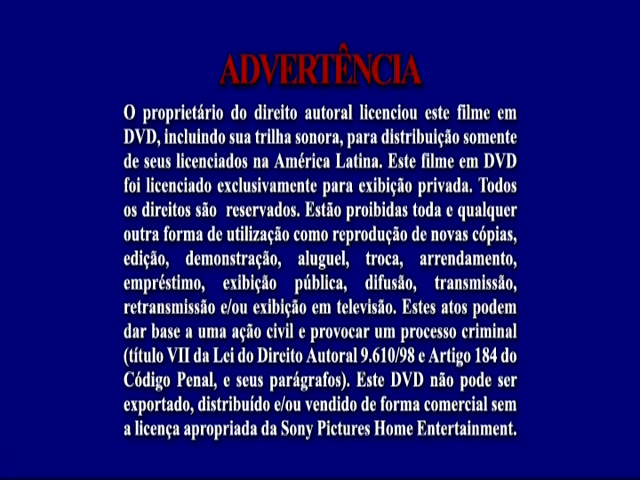 ADVERTÊNCIA
O proprietário do direito autoral licenciou este filme em
DVD, incluindo sua trilha sonora, para distribuição somente
de seus licenciados na América Latina. Este filme em DVD
foi licenciado exclusivamente para exibição privada. Todos
os direitos são reservados. Estão proibidas toda e qualquer
outra forma de utilização como reprodução de novas cópias,
edição, demonstração, aluguel, troca, arrendamento,
empréstimo, exibição pública, difusão, transmissão,
retransmissão e/ou exibição em televisão. Estes atos podem
dar base a uma ação civil e provocar um processo criminal
(título VII da Lei do Direito Autoral 9.610/98 e Artigo 184 do
Código Penal, e seus parágrafos). Este DVD não pode ser
exportado, distribuído e/ou vendido de forma comercial sem
a licença apropriada da Sony Pictures Home Entertainment.